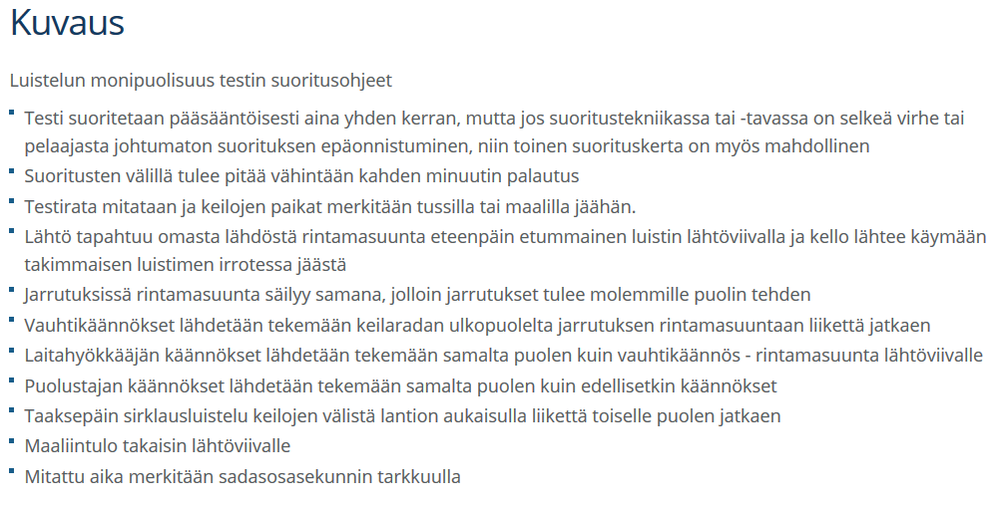 Kuvaus
Luistelun monipuolisuus testin suoritusohjeet
Testi suoritetaan pääsääntöisesti aina yhden kerran, mutta jos suoritustekniikassa tai -tavassa on selkeä virhe tai
pelaajasta johtumaton suorituksen epäonnistuminen, niin toinen suorituskerta on myös mahdollinen
Suoritusten välillä tulee pitää vähintään kahden minuutin palautus
Testirata mitataan ja keilojen paikat merkitään tussilla tai maalilla jäähän.
Lähtö tapahtuu omasta lähdöstä rintamasuunta eteenpäin etummainen luistin lähtöviivalla ja kello lähtee käymään
takimmaisen luistimen irrotessa jäästä
Jarrutuksissä rintamasuunta säilyy samana, jolloin jarrutukset tulee molemmille puolin tehden
Vauhtikäännökset lähdetään tekemään keilaradan ulkopuolelta jarrutuksen rintamasuuntaan liikettä jatkaen
Laitahyökkääjän käännökset lähdetään tekemään samalta puolen kuin vauhtikäännös - rintamasuunta lähtöviivalle
Puolustajan käännökset lähdetään tekemään samalta puolen kuin edellisetkin käännökset
Taaksepäin sirklausluistelu keilojen välistä lantion aukaisulla liikettä toiselle puolen jatkaen
Maaliintulo takaisin lähtöviivalle
Mitattu aika merkitään sadasosasekunnin tarkkuulla